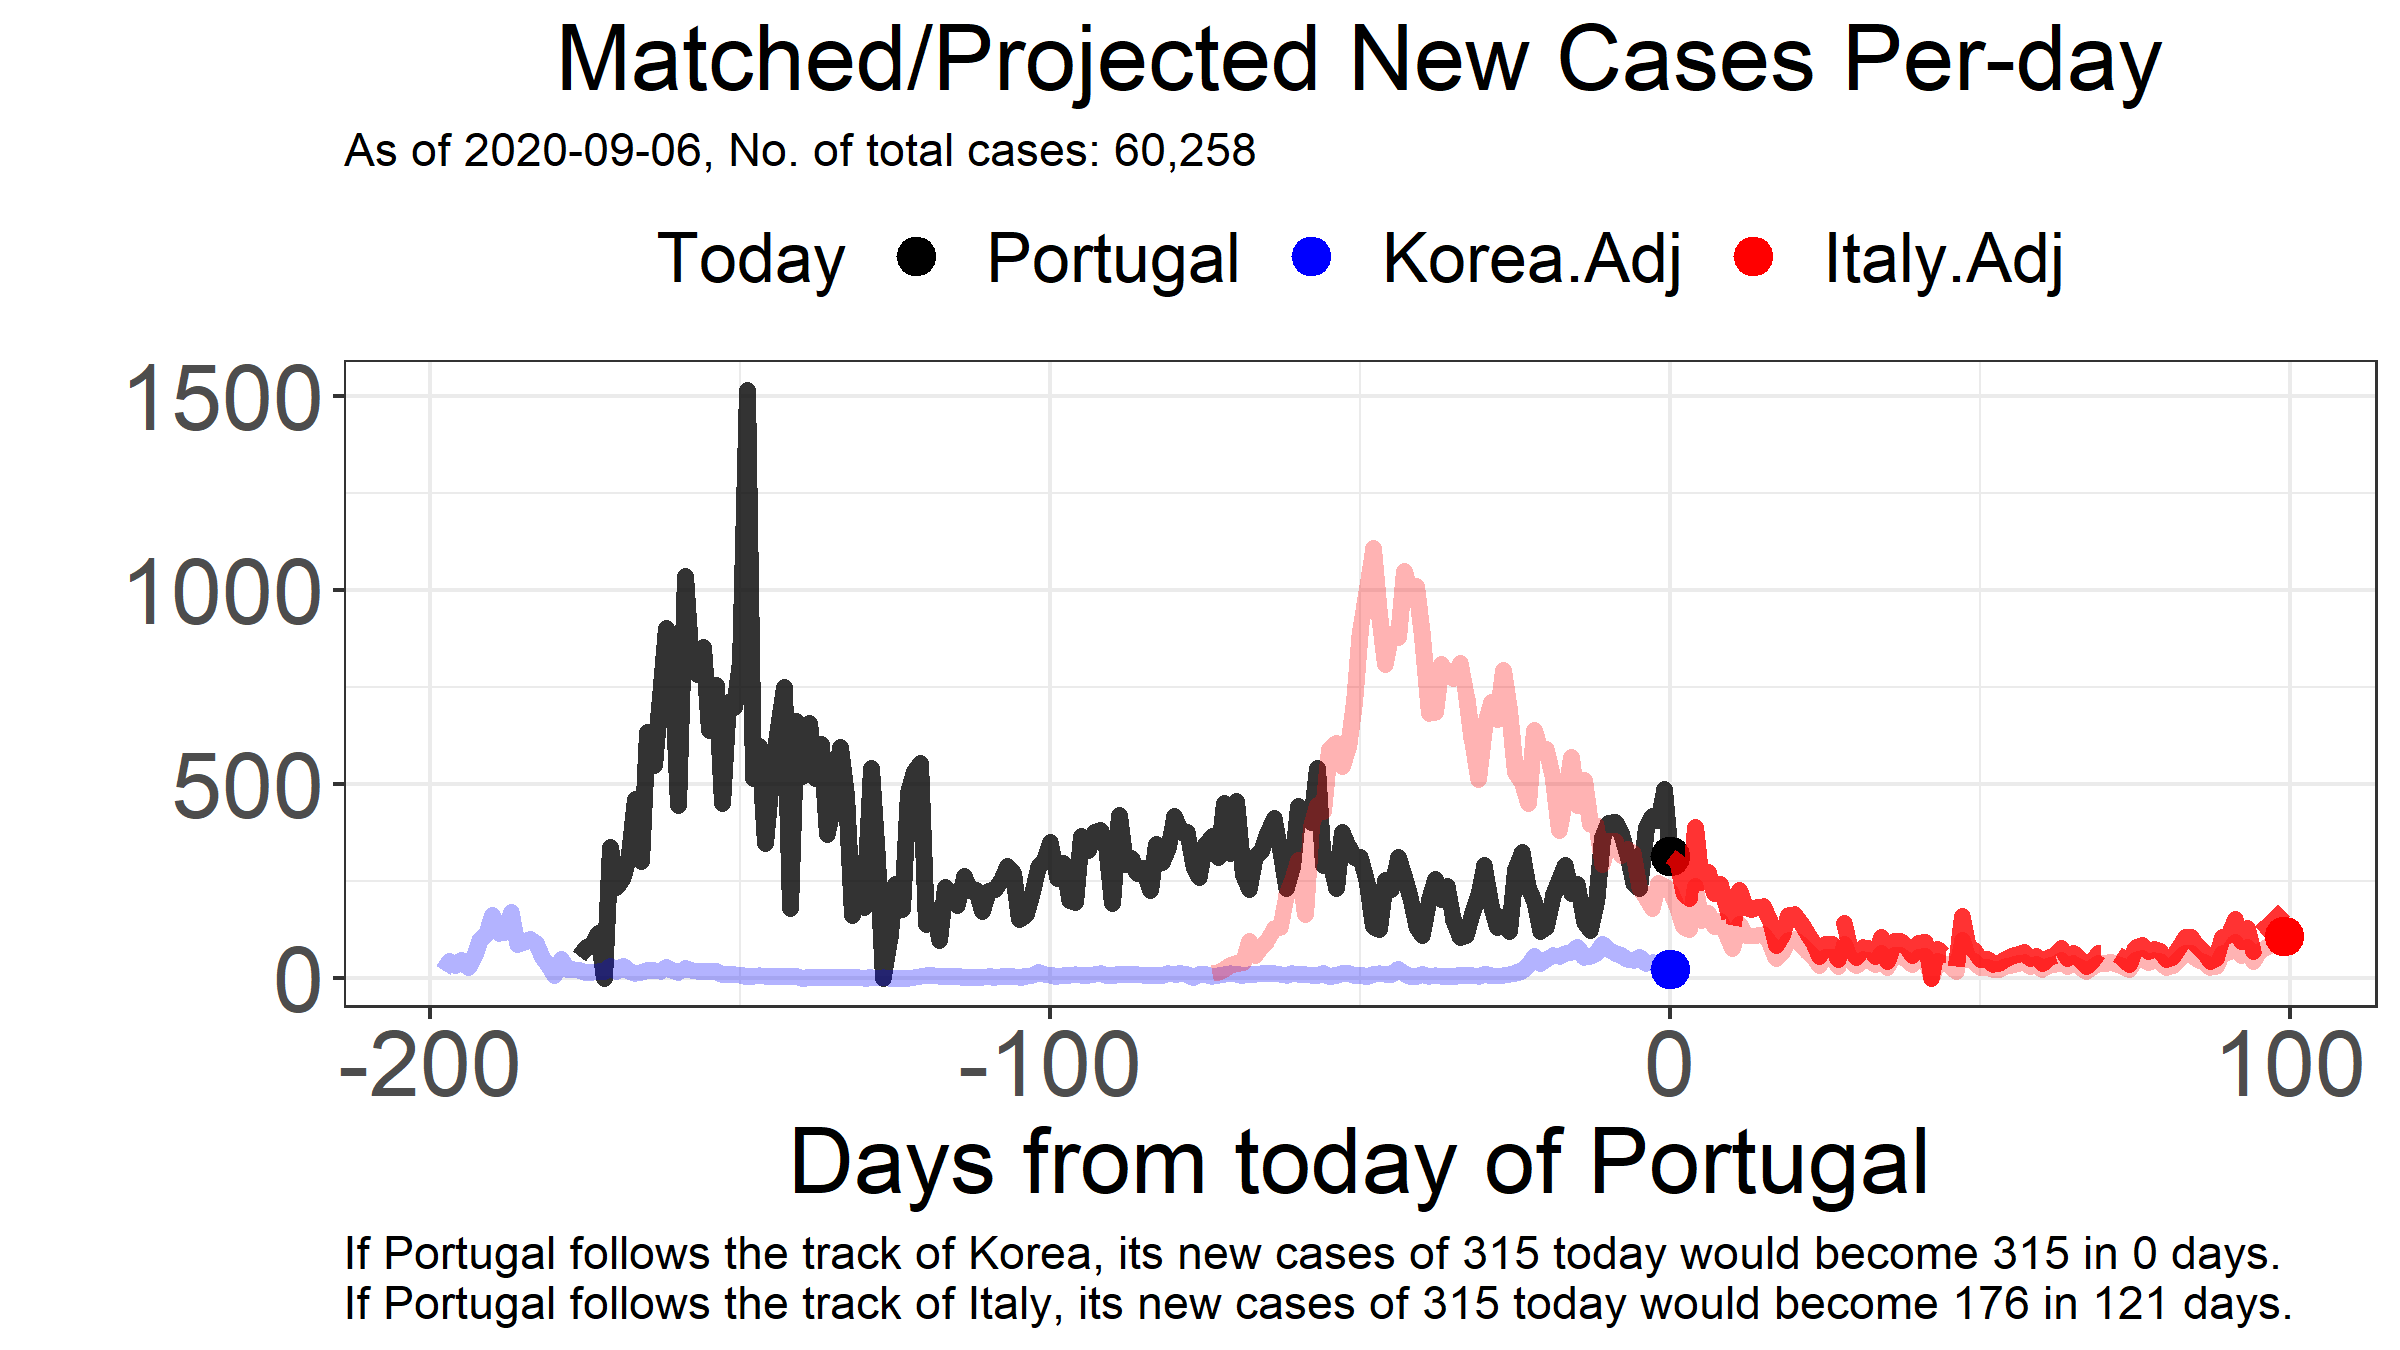 Matched/Projected New Cases Per-day
As of 2020-09-06, No. of total cases: 60,258
Today Portugal Korea.Adj Italy.Adj
1500
1000
500
0
-200 -100 0 100
Days from today of Portugal
If Portugal follows the track of Korea, its new cases of 315 today would become 315 in 0 days.
If Portugal follows the track of Italy, its new cases of 315 today would become 176 in 121 days.